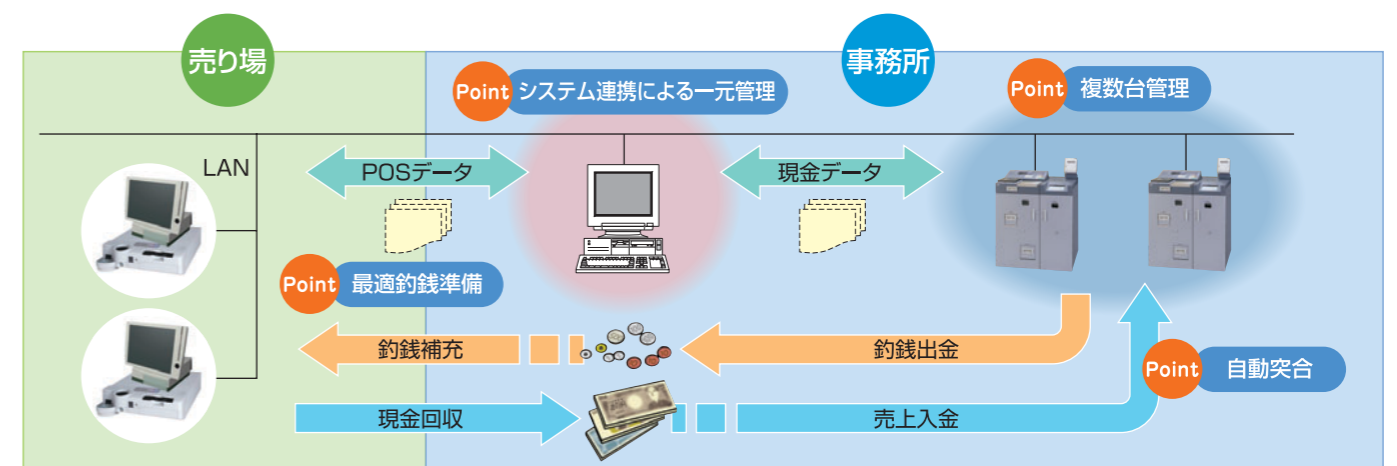 売り場
事務所
Point システム連携による一元管理
Point 複数台管理
LAN
POSデータ
現金データ
Point 最適釣銭準備
釣銭補充
釣銭出金
Point 自動突合
現金回収
売上入金